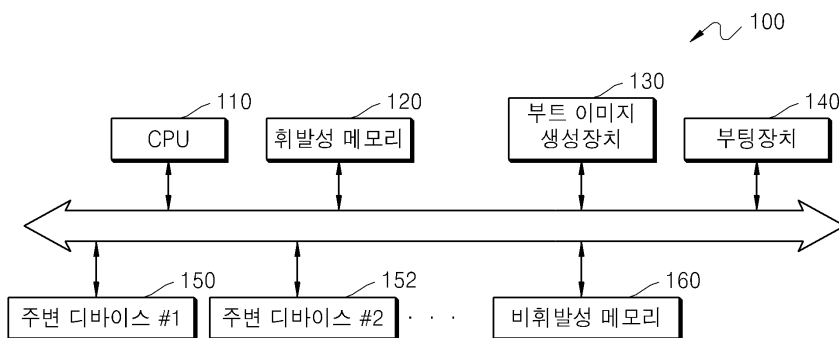 100
110
120
130
140
CPU
휘발성 메모리
부트 이미지
생성장치
부팅장치
150
152
160
주변 디바이스 #1
주변 디바이스 #2
· · ·
비휘발성 메모리